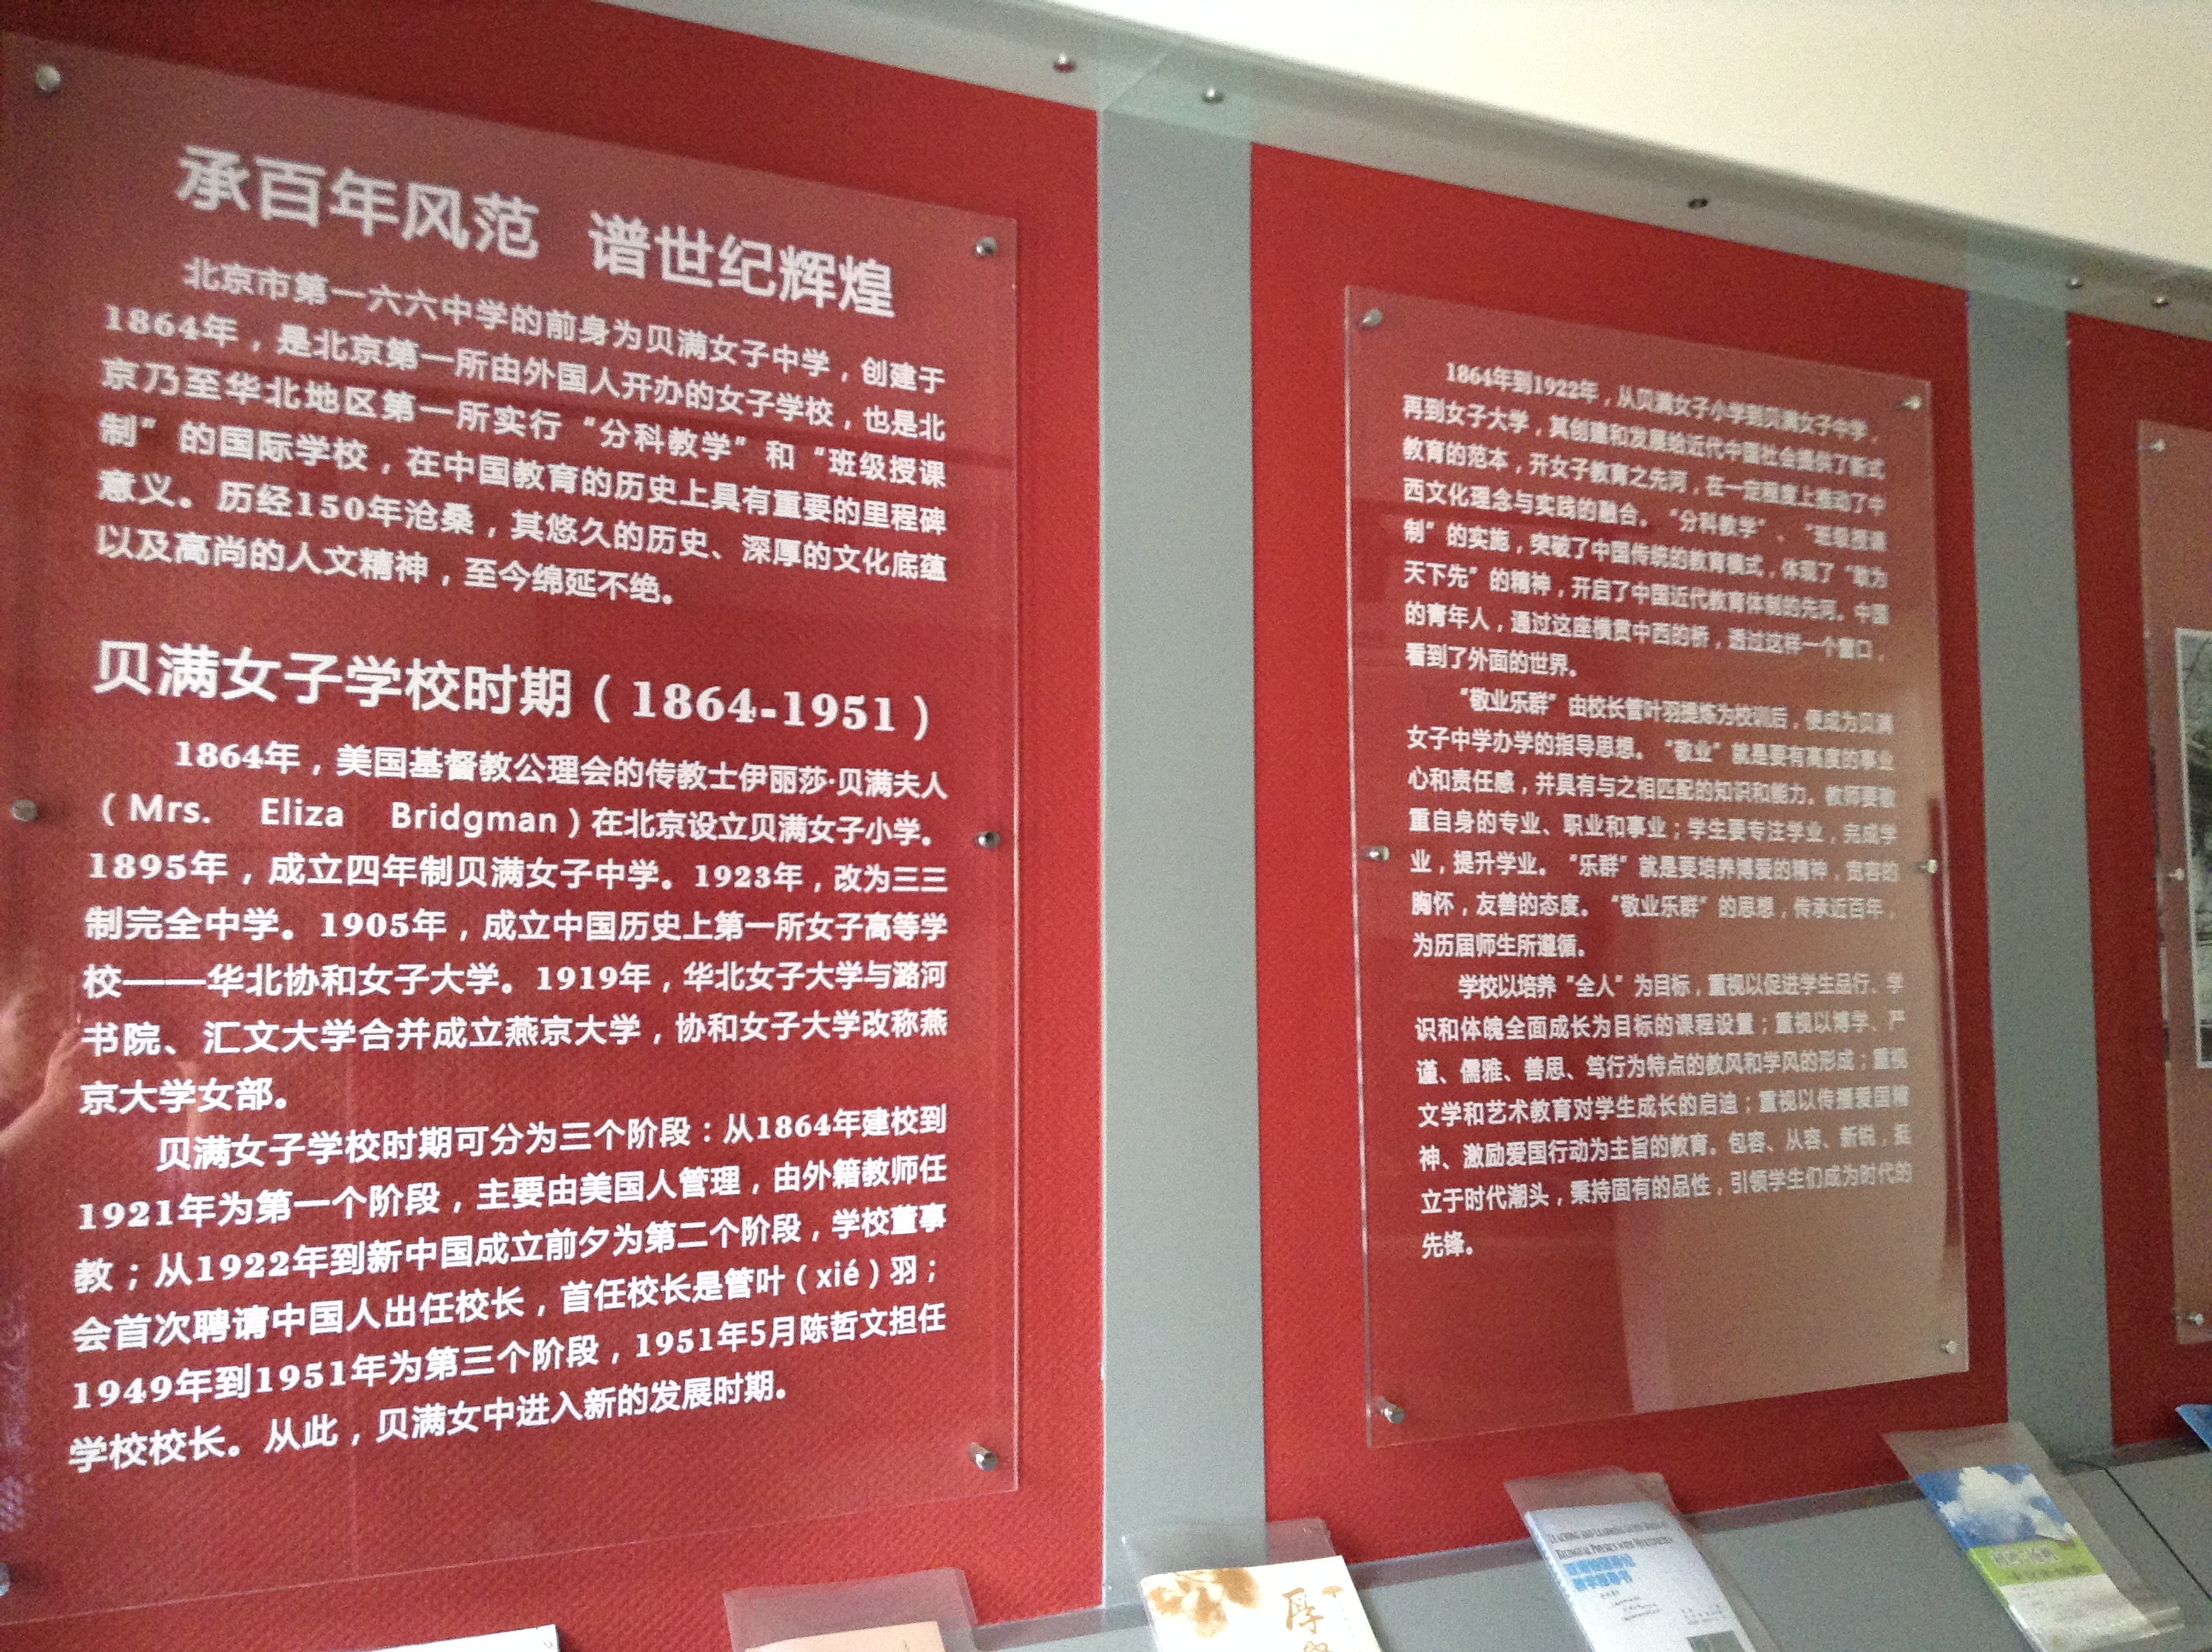 承百年风范 谱世纪辉煌
北京市第一六六中学的前身为贝满女子中学，创建于
1864年，是北京第一所由外国人开办的女子学校，也是北
京乃至华北地区第一所实行“分科教学”和“班级授课
制”的国际学校，在中国教育的历史上具有重要的里程碑
意义。历经150年沧桑，其悠久的历史、深厚的文化底蕴
以及高尚的人文精神，至今绵延不绝。
贝满女子学校时期（1864-1951）
1864年，美国基督教公理会的传教士伊丽莎·贝满夫人
（Mrs. Eliza Bridgman）在北京设立贝满女子小学。
1895年，成立四年制贝满女子中学。1923年，改为三三
制完全中学。1905年，成立中国历史上第一所女子高等学
校——华北协和女子大学。1919年，华北女子大学与潞河
书院、汇文大学合并成立燕京大学，协和女子大学改称燕
京大学女部。
贝满女子学校时期可分为三个阶段：从1864年建校到
1921年为第一个阶段，主要由美国人管理，由外籍教师任
教；从1922年到新中国成立前夕为第二个阶段，学校董事
会首次聘请中国人出任校长，首任校长是管叶（xié）羽；
1949年到1951年为第三个阶段，1951年5月陈哲文担任
学校校长。从此，贝满女中进入新的发展时期。
1864年到1922年，从贝满女子小学到贝满女子中学，
再到女子大学，其创建和发展给近代中国社会提供了新式
教育的范本，开女子教育之先河，在一定程度上推动了中
西文化理念与实践的融合。“分科教学”、“班级授课
制”的实施，突破了中国传统的教育模式，体现了“敢为
天下先”的精神，开启了中国近代教育体制的先河。中国
的青年人，通过这座横贯中西的桥，透过这样一个窗口，
看到了外面的世界。
“敬业乐群”由校长管叶羽提炼为校训后，便成为贝满
女子中学办学的指导思想。“敬业”就是要有高度的事业
心和责任感，并具有与之相匹配的知识和能力。教师要敬
重自身的专业、职业和事业；学生要专注学业，完成学
业，提升学业。“乐群”就是要培养博爱的精神，宽容的
胸怀，友善的态度。“敬业乐群”的思想，传承近百年，
为历届师生所遵循。
学校以培养“全人”为目标，重视以促进学生品行、学
识和体魄全面成长为目标的课程设置；重视以博学、严
谨、儒雅、善思、笃行为特点的教风和学风的形成；重视
文学和艺术教育对学生成长的启迪；重视以传播爱国精
神、激励爱国行动为主旨的教育。包容、从容、新锐，挺
立于时代潮头，秉持固有的品性，引领学生们成为时代的
先锋。
厚